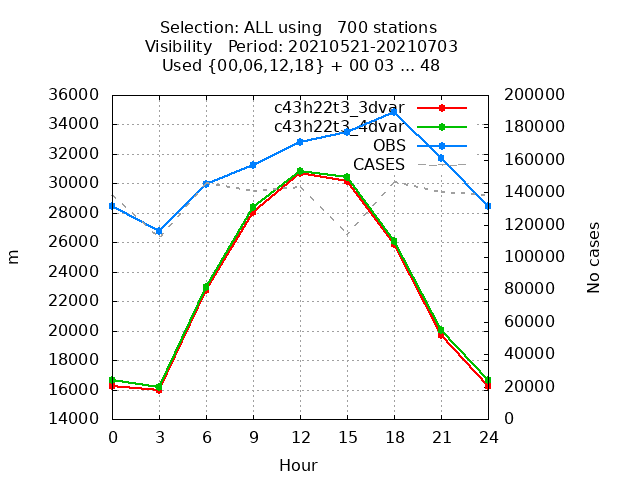 Selection: ALL using   700 stations
Visibility   Period: 20210521-20210703
Used {00,06,12,18} + 00 03 ... 48
36000
34000
32000
30000
28000
26000
24000
22000
20000
18000
16000
14000
m
c43h22t3_3dvar
c43h22t3_4dvar
OBS
CASES
200000
180000
160000
140000
120000
100000
80000
60000
40000
20000
0
No cases
0 3 6 9 12 15 18 21 24
Hour